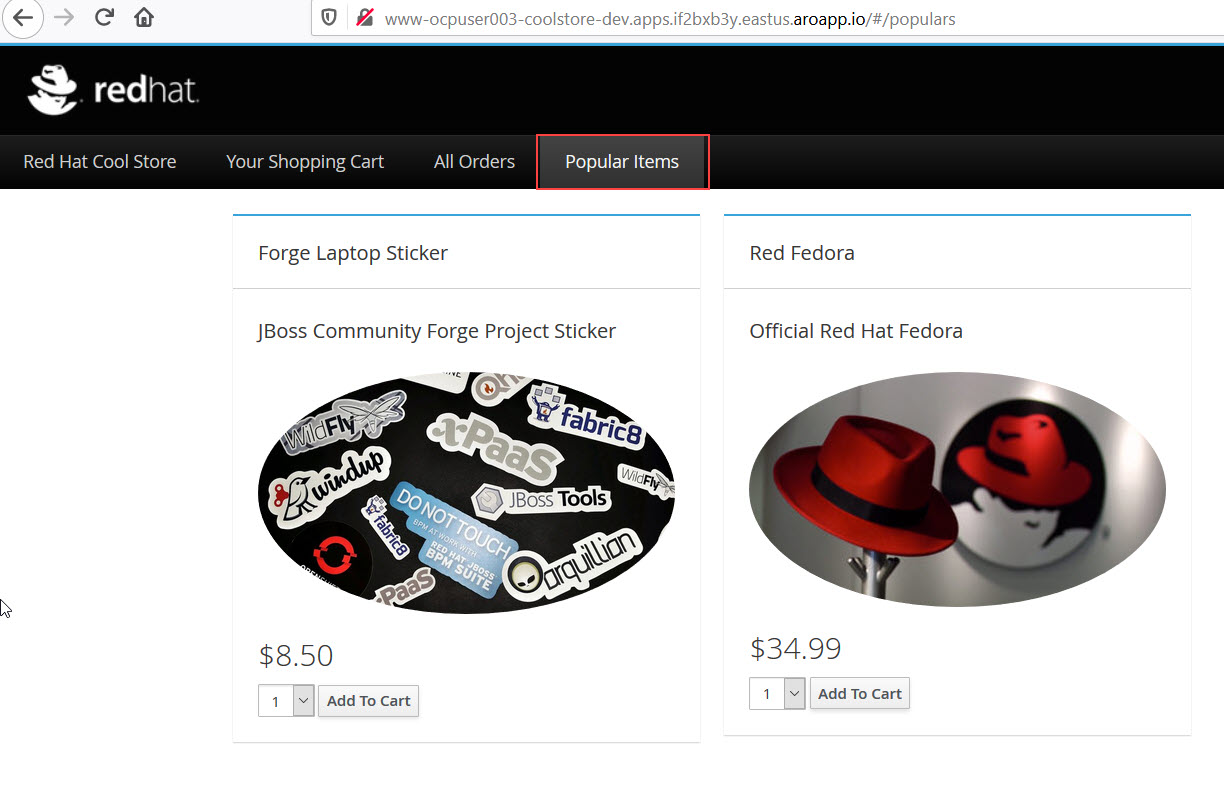 www-ocpuser003-coolstore-dev.apps.if2bxb3y.eastus.aroapp.io/#/populars
redhat.
Red Hat Cool Store
Your Shopping Cart
All Orders
Popular Items
Forge Laptop Sticker
JBoss Community Forge Project Sticker
WildFly
fabric8
xPaaS
windup
WildFly
JBoss Tools
fabric8
DO NOT TOUCH
BPM AT WORK WITH
RED HAT JBOSS
BPM SUITE
arquillian
xPaaS
$8.50
1
Add To Cart
Red Fedora
Official Red Hat Fedora
$34.99
1
Add To Cart